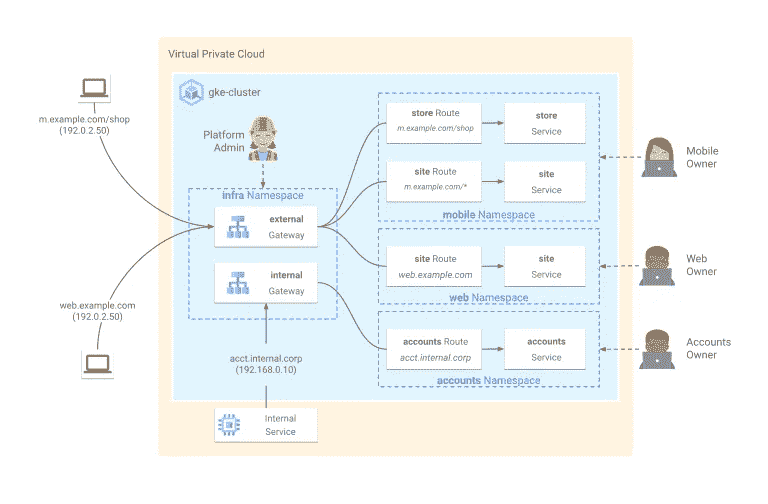 Virtual Private Cloud
gke-cluster
m.example.com/shop
(192.0.2.50)
Platform
Admin
infra Namespace
external
Gateway
internal
Gateway
web.example.com
(192.0.2.50)
acct.internal.corp
(192.168.0.10)
Internal
Service
store Route
m.example.com/shop
store
Service
site Route
m.example.com/*
site
Service
mobile Namespace
Mobile
Owner
site Route
web.example.com
site
Service
web Namespace
Web
Owner
accounts Route
acct.internal.corp
accounts
Service
accounts Namespace
Accounts
Owner